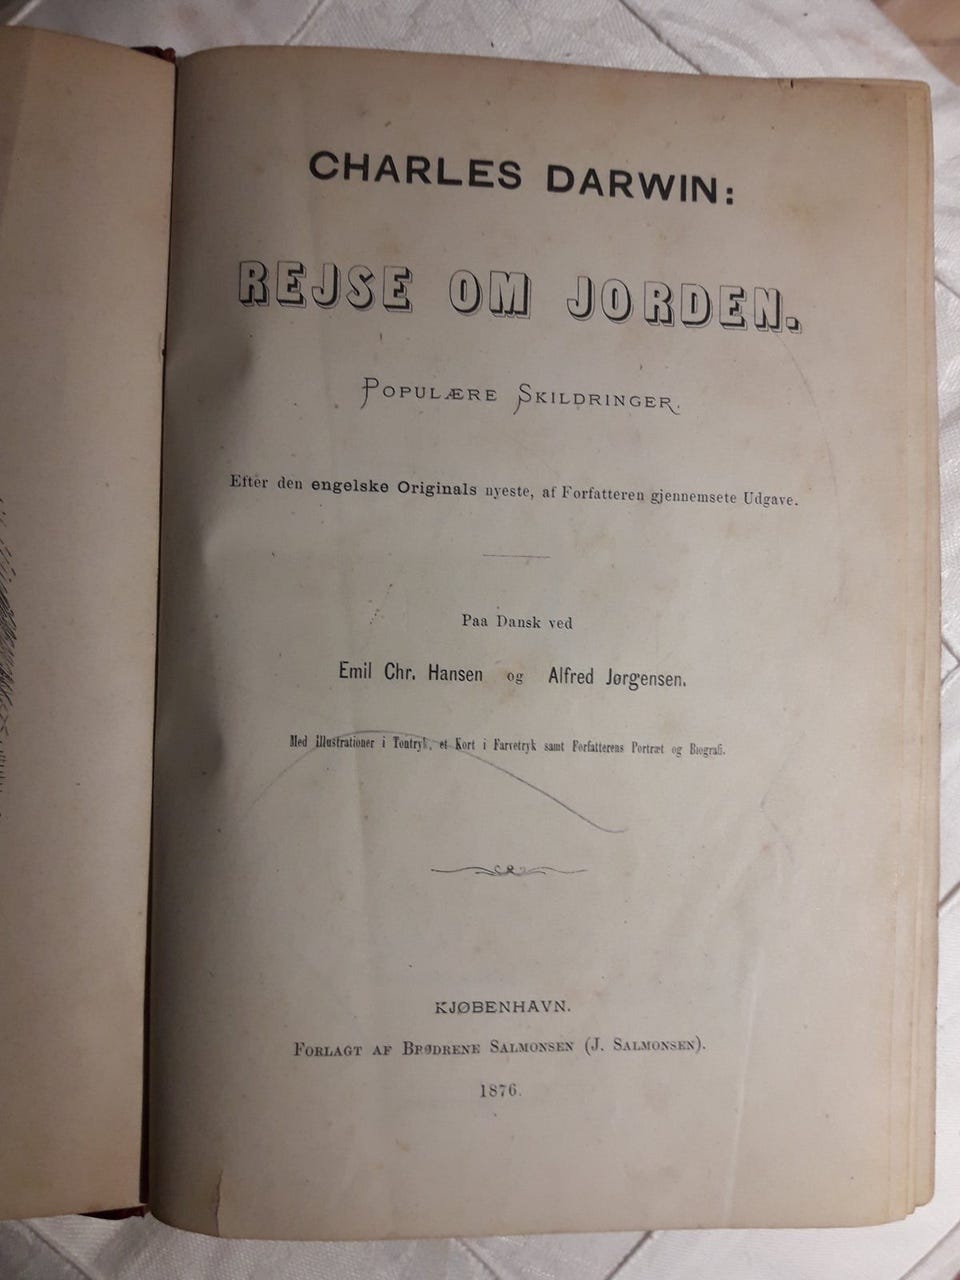 CHARLES DARWIN:
REJSE OM JORDEN.
POPULÆRE SKILDRINGER.
Efter den engelske Originals nyeste, af Forfatteren gjennemsete Udgave.
Paa Dansk ved
Emil Chr. Hansen og Alfred Jørgensen.
Med illustrationer i Tontryk, et Kort i Farvetryk samt Forfatterens Portræt og Biografi.
KJØBENHAVN.
FORLAGT AF BRØDRENE SALMONSEN (J. SALMONSEN).
1876.